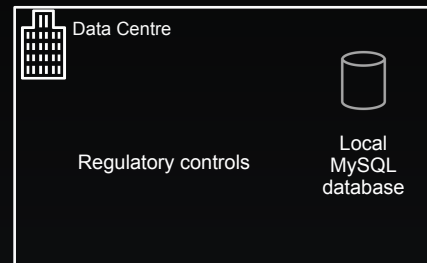 Data Centre
Regulatory controls
Local
MySQL
database